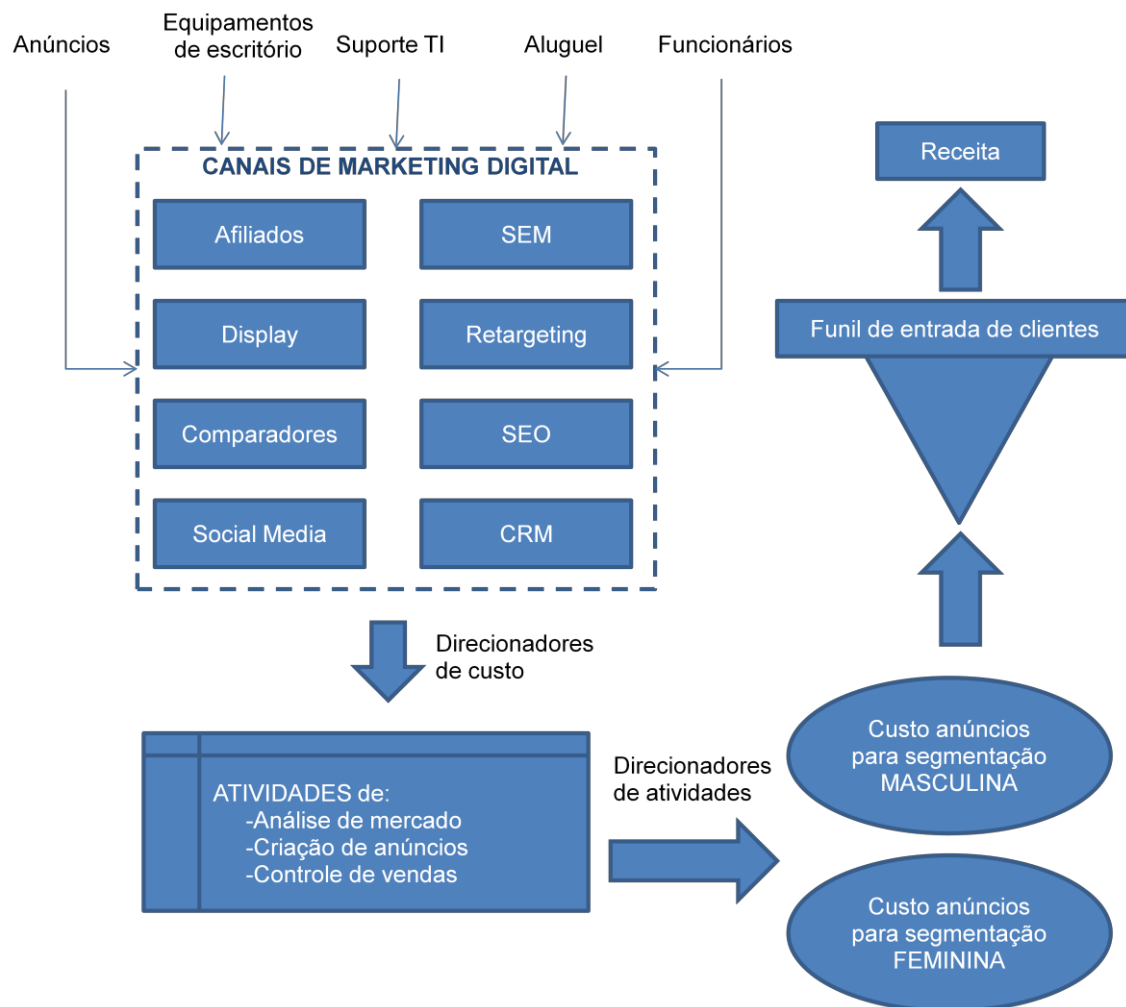 Anúncios
Equipamentos
de escritório
Suporte TI
Aluguel
Funcionários
CANAIS DE MARKETING DIGITAL
Afiliados
SEM
Display
Retargeting
Comparadores
SEO
Social Media
CRM
Direcionadores
de custo
ATIVIDADES de:
-Análise de mercado
-Criação de anúncios
-Controle de vendas
Direcionadores
de atividades
Custo anúncios
para segmentação
MASCULINA
Custo anúncios
para segmentação
FEMININA
Funil de entrada de clientes
Receita